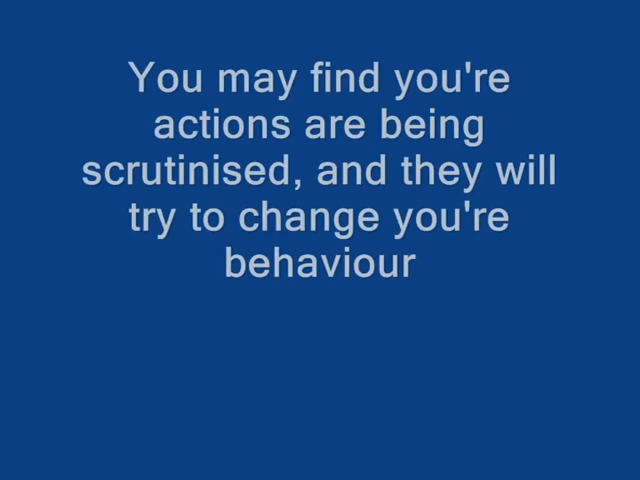 You may find you're
actions are being
scrutinised, and they will
try to change you're
behaviour